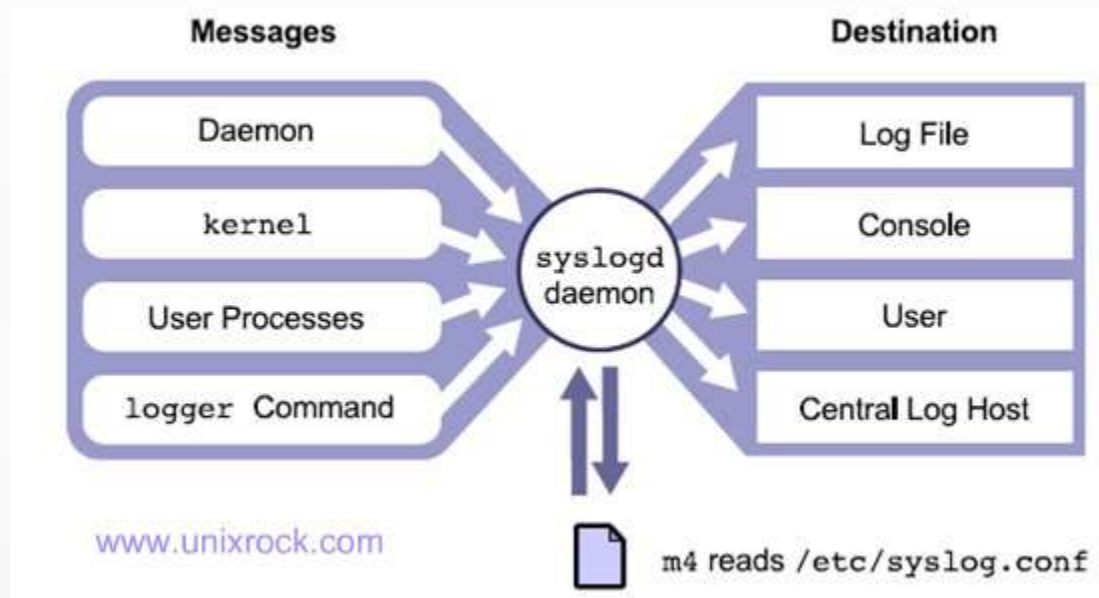 Messages
Destination
Daemon
kernel
User Processes
logger Command
syslogd
daemon
Log File
Console
User
Central Log Host
www.unixrock.com
m4 reads /etc/syslog.conf